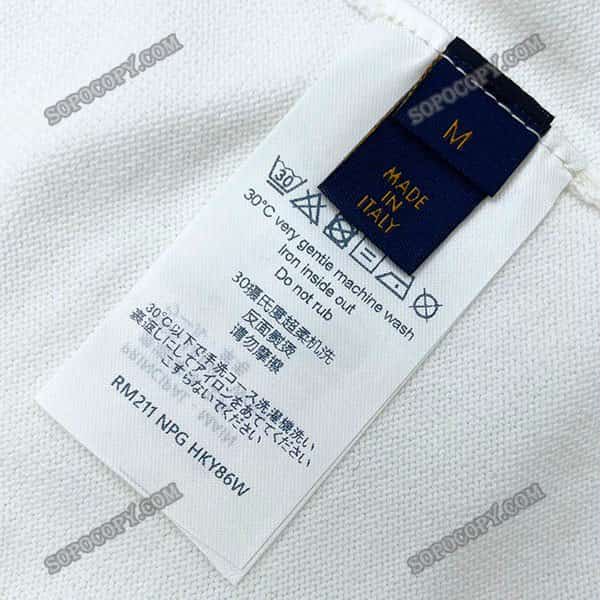 SOPOCOPY.COM
SOPOCOPY.COM
M
MADE
IN
ITALY
30
30°C very gentle machine wash
Iron inside out
Do not rub
30摄氏度超柔机洗
反面熨烫
请勿摩擦
30℃以下で手洗コース洗濯機洗い
裏返しにしてアイロンをあててください
こすらないでください
RM211 NPG HKY86W
SOPOCOPY.COM
SOPOCOPY.COM
SOPOCOPY.COM